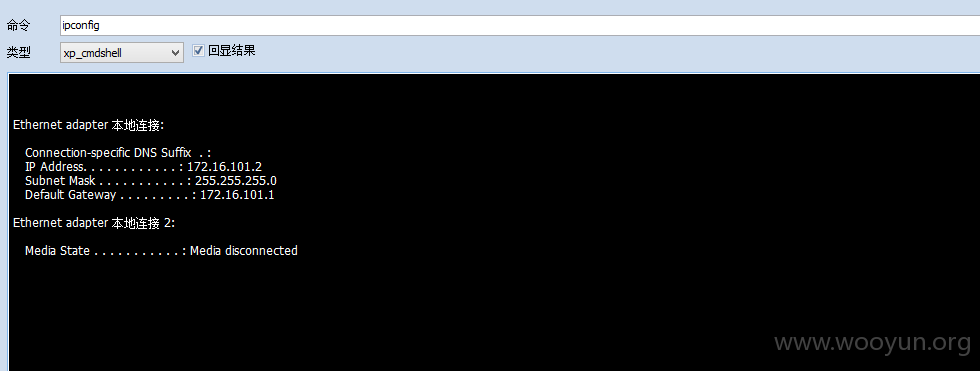 命令 ipconfig
类型 xp_cmdshell 回显结果
Ethernet adapter 本地连接:
Connection-specific DNS Suffix . :
IP Address. . . . . . . . . . . . : 172.16.101.2
Subnet Mask . . . . . . . . . . . : 255.255.255.0
Default Gateway . . . . . . . . . : 172.16.101.1
Ethernet adapter 本地连接 2:
Media State . . . . . . . . . . . : Media disconnected
www.wooyun.org